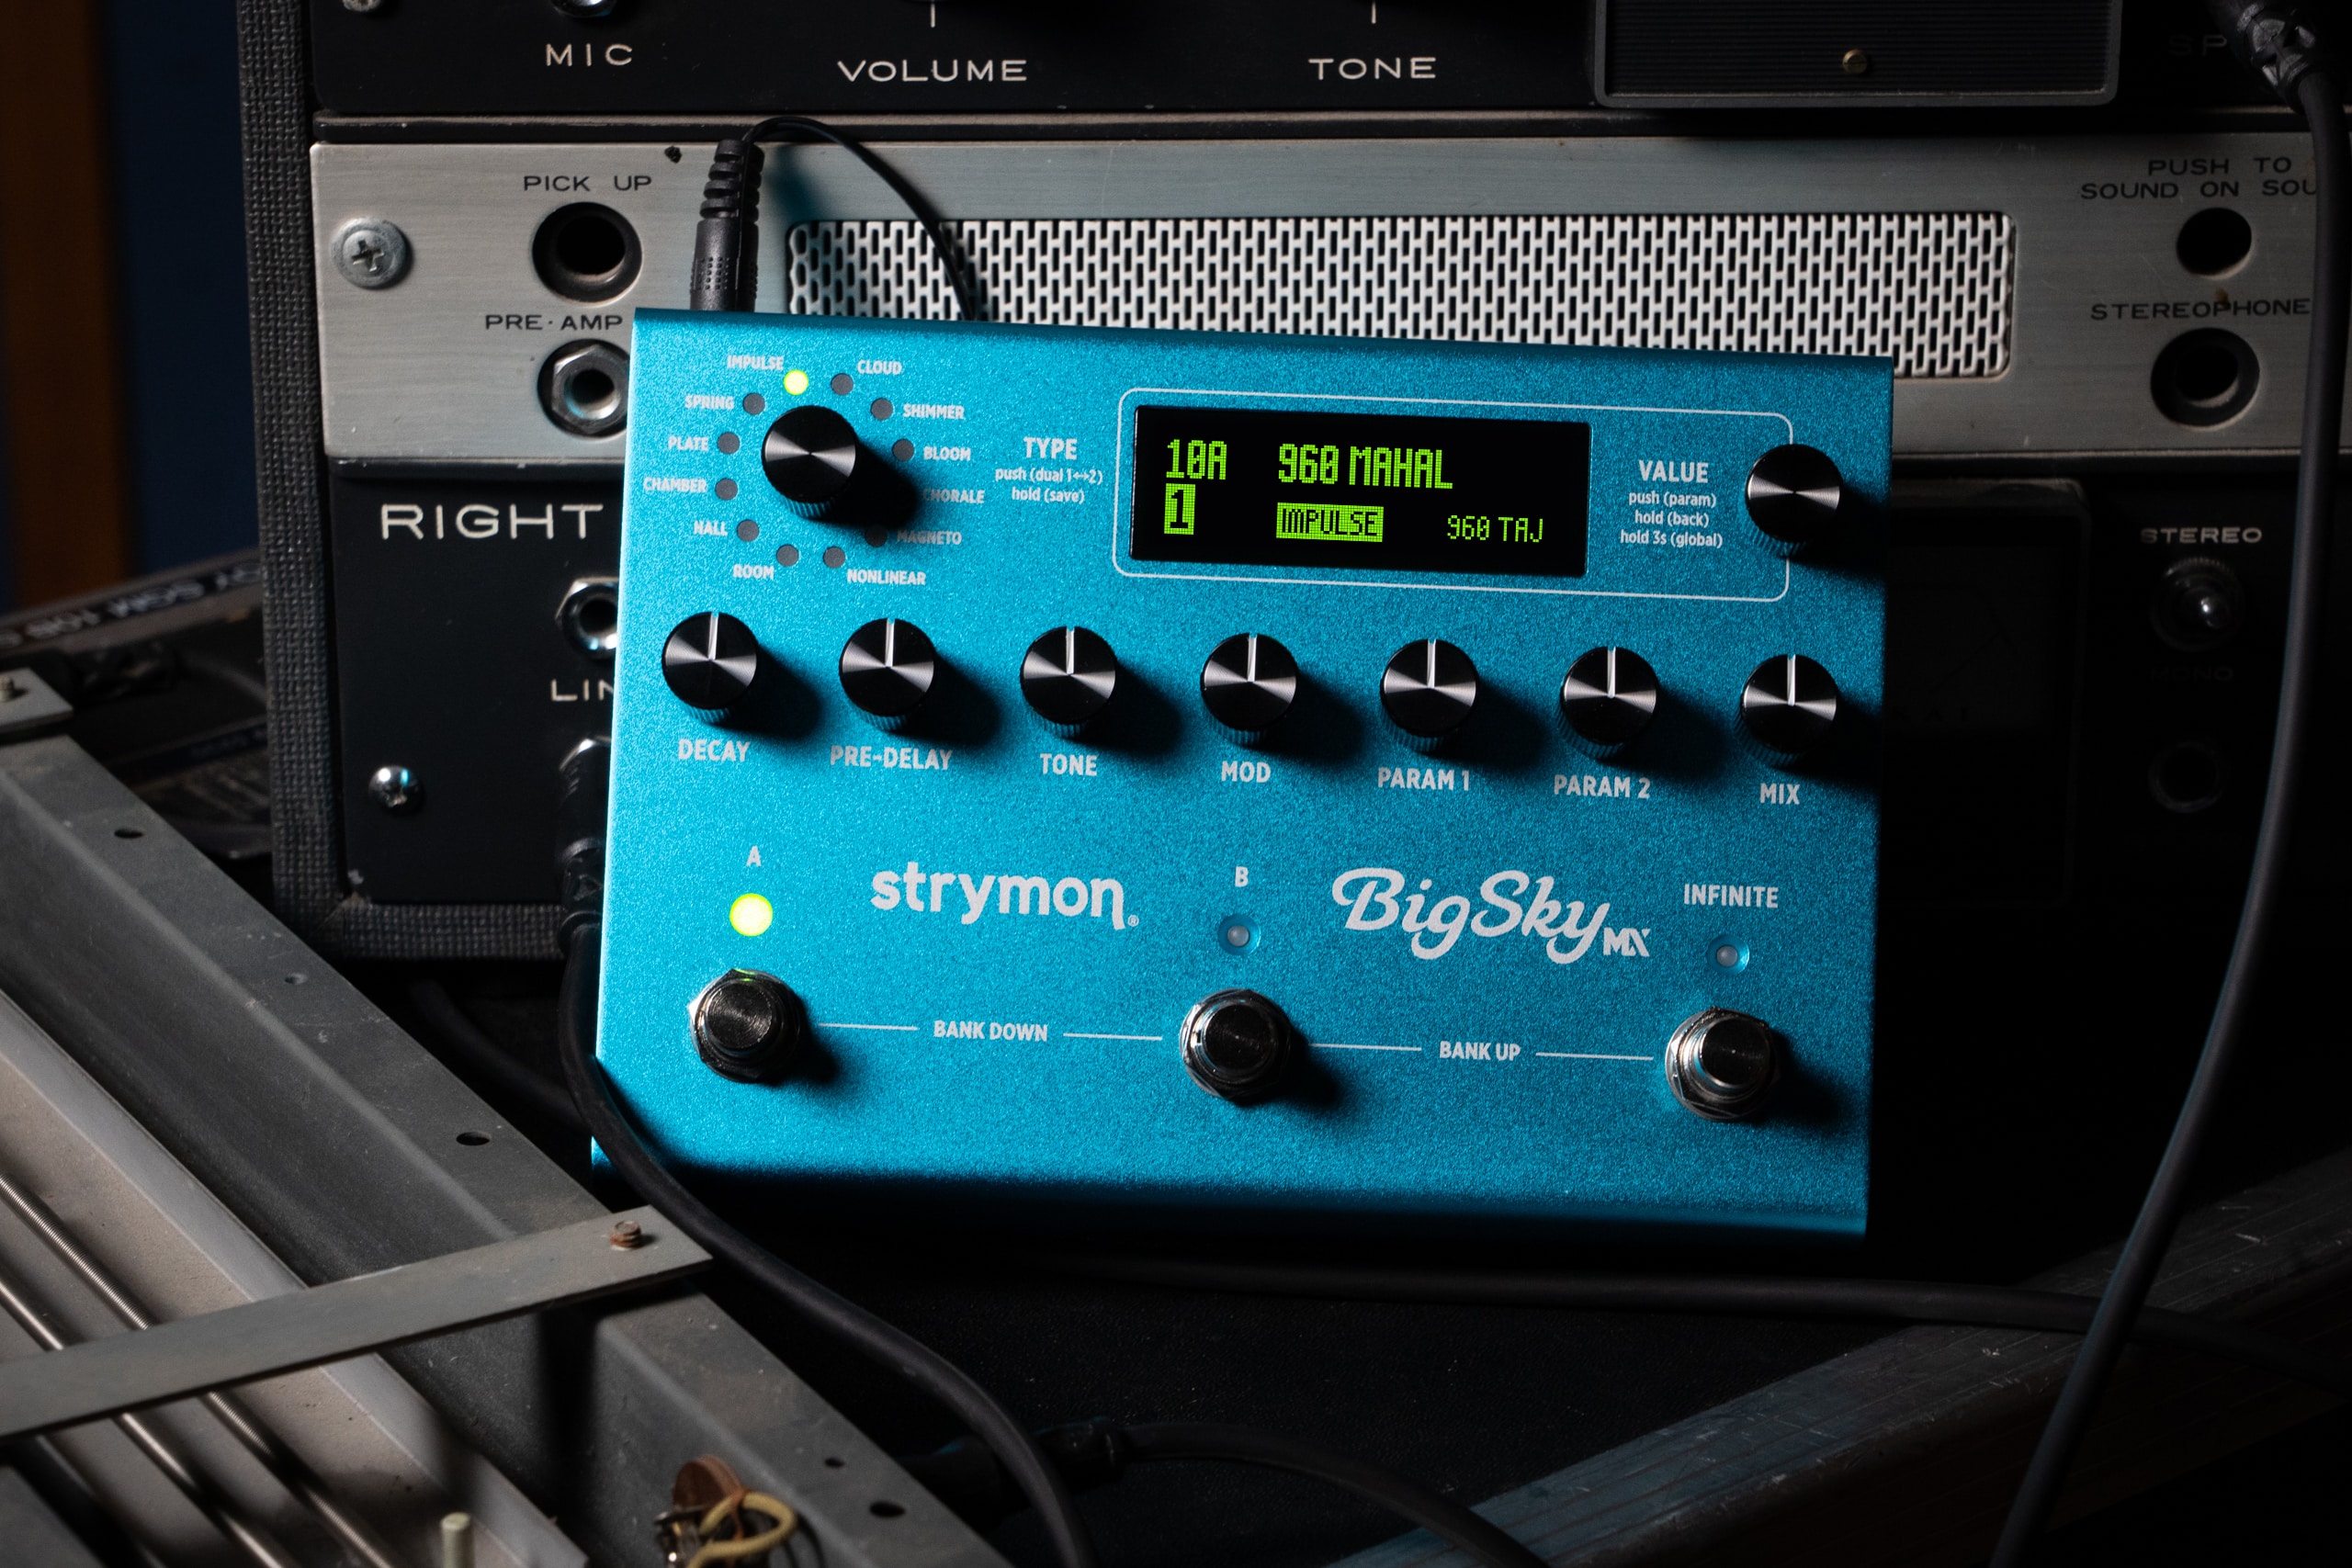 MIC
VOLUME
TONE
PICK UP
PUSH TO
SOUND ON SOU
PRE-AMP
STEREOPHONE
RIGHT
LIN
STEREO
MONO
IMPULSE
CLOUD
SPRING
SHIMMER
PLATE
BLOOM
CHAMBER
CHORALE
HALL
MAGNETO
ROOM
NONLINEAR
TYPE
push (dual 1↔2)
hold (save)
10A 960 MAHAL
1 IMPULSE 960 TAJ
VALUE
push (param)
hold (back)
hold 3s (global)
DECAY
PRE-DELAY
TONE
MOD
PARAM 1
PARAM 2
MIX
A
strymon®
B
BigSky MX
INFINITE
BANK DOWN
BANK UP